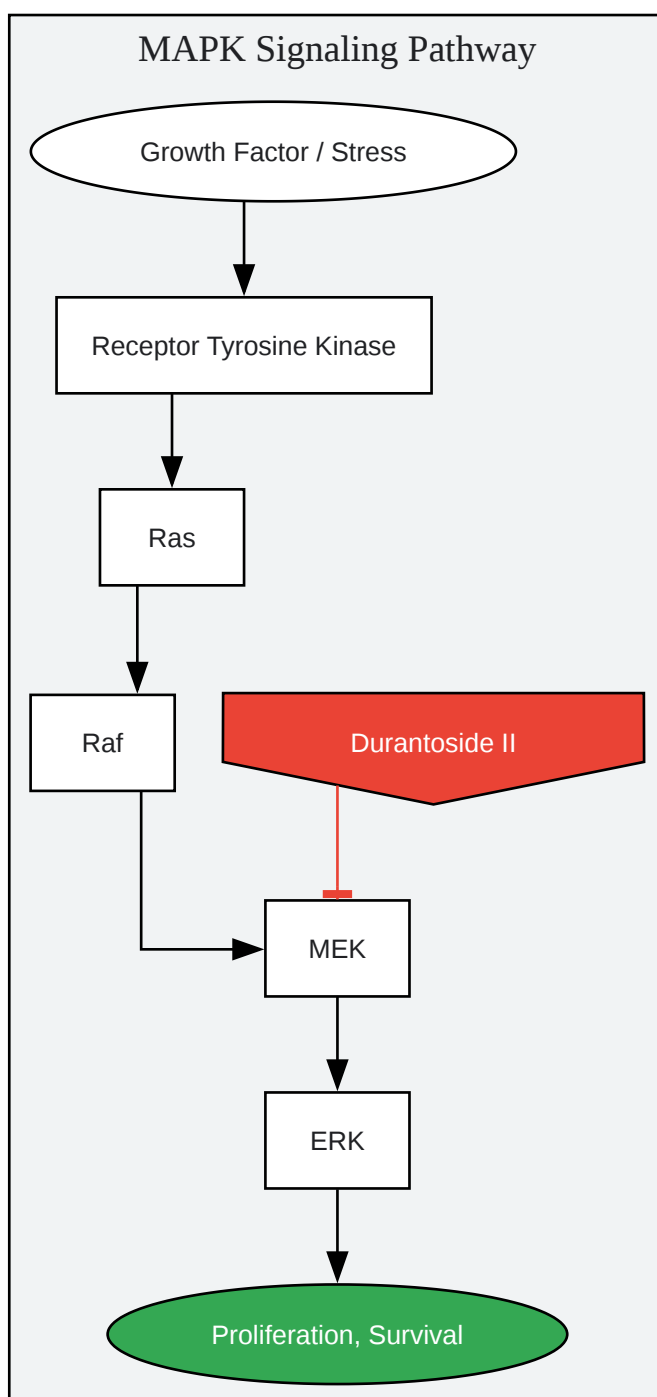 MAPK Signaling Pathway
Growth Factor / Stress
Receptor Tyrosine Kinase
Ras
Raf
Durantoside II
MEK
ERK
Proliferation, Survival